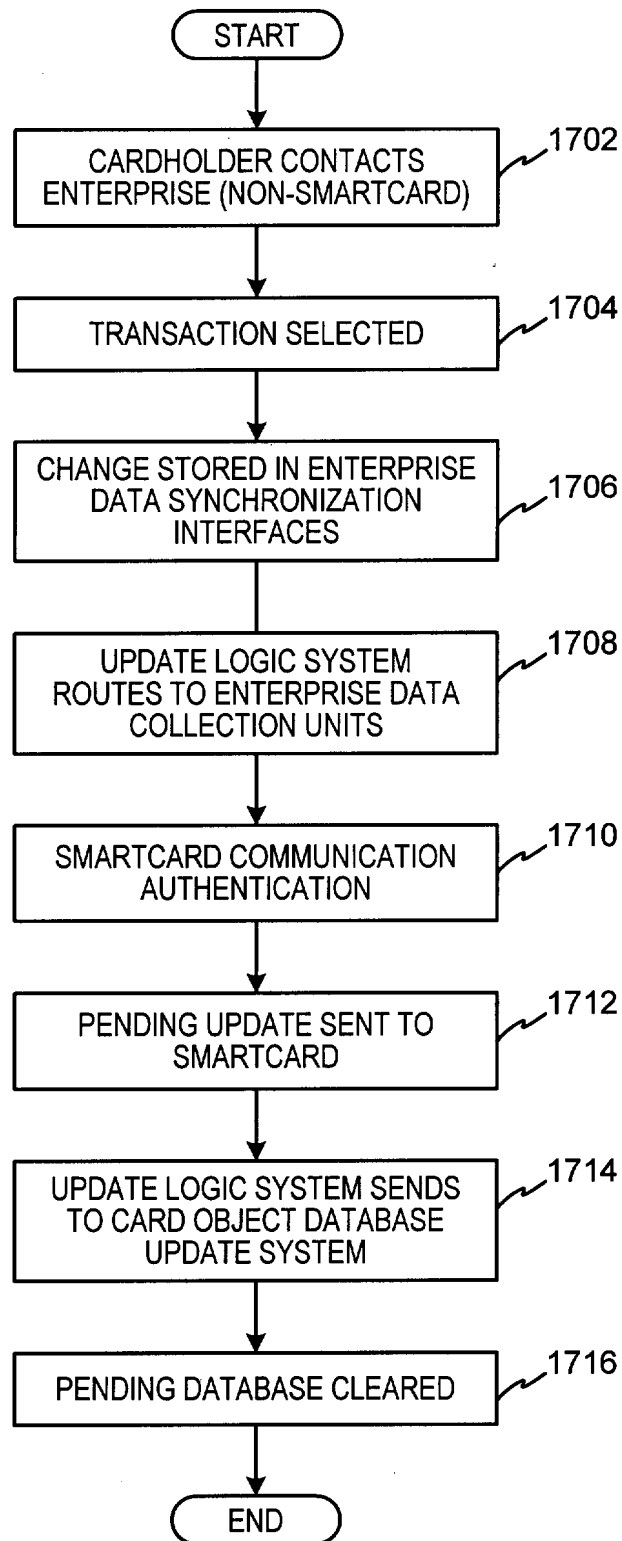 START
CARDHOLDER CONTACTS
ENTERPRISE (NON-SMARTCARD)
1702
TRANSACTION SELECTED
1704
CHANGE STORED IN ENTERPRISE
DATA SYNCHRONIZATION
INTERFACES
1706
UPDATE LOGIC SYSTEM
ROUTES TO ENTERPRISE DATA
COLLECTION UNITS
1708
SMARTCARD COMMUNICATION
AUTHENTICATION
1710
PENDING UPDATE SENT TO
SMARTCARD
1712
UPDATE LOGIC SYSTEM SENDS
TO CARD OBJECT DATABASE
UPDATE SYSTEM
1714
PENDING DATABASE CLEARED
1716
END